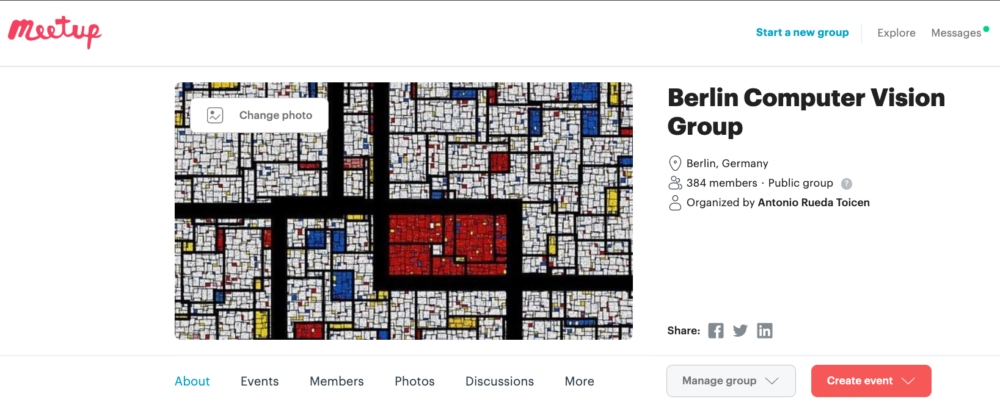 Meetup
Start a new group
Explore
Messages
Change photo
Berlin Computer Vision
Group
Berlin, Germany
384 members · Public group ?
Organized by Antonio Rueda Toicen
Share:
About
Events
Members
Photos
Discussions
More
Manage group
Create event